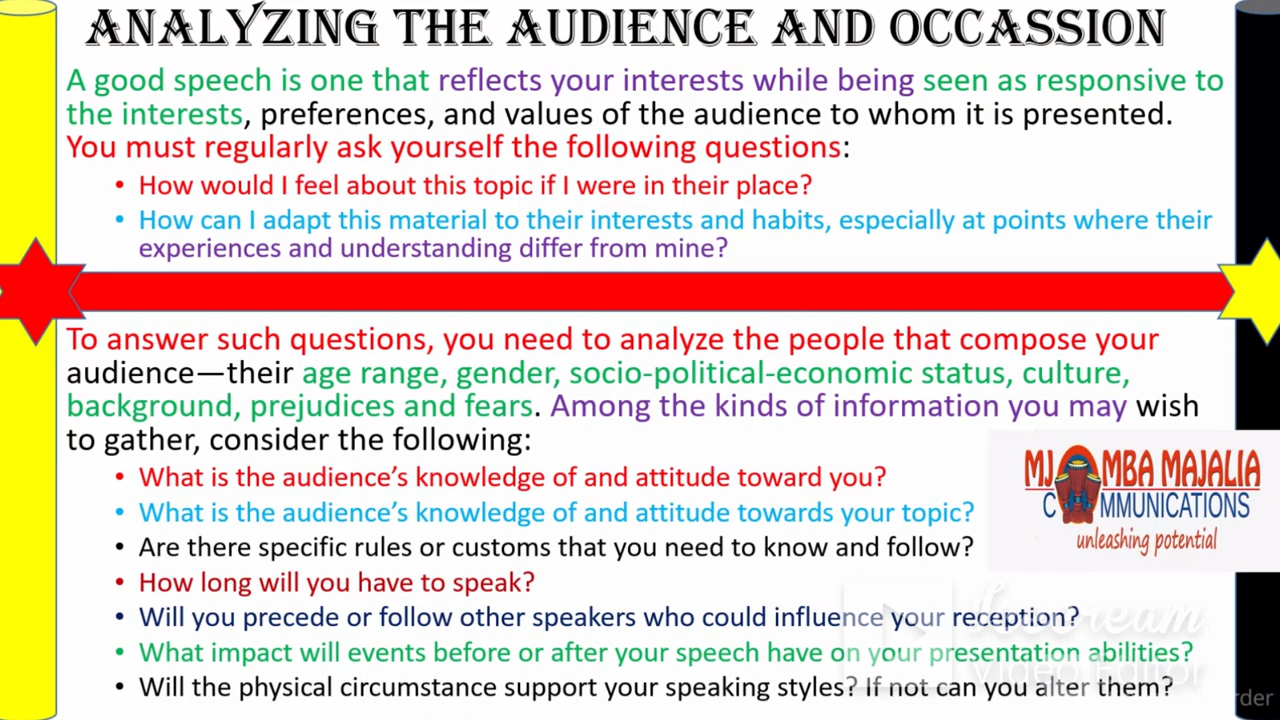 ANALYZING THE AUDIENCE AND OCCASSION
A good speech is one that reflects your interests while being seen as responsive to
the interests, preferences, and values of the audience to whom it is presented.
You must regularly ask yourself the following questions:
• How would I feel about this topic if I were in their place?
• How can I adapt this material to their interests and habits, especially at points where their
experiences and understanding differ from mine?
To answer such questions, you need to analyze the people that compose your
audience—their age range, gender, socio-political-economic status, culture,
background, prejudices and fears. Among the kinds of information you may wish
to gather, consider the following:
• What is the audience’s knowledge of and attitude toward you?
• What is the audience’s knowledge of and attitude towards your topic?
• Are there specific rules or customs that you need to know and follow?
• How long will you have to speak?
• Will you precede or follow other speakers who could influence your reception?
• What impact will events before or after your speech have on your presentation abilities?
• Will the physical circumstance support your speaking styles? If not can you alter them?
MJOMBA MAJALIA
COMMUNICATIONS
unleashing potential
Video Editor